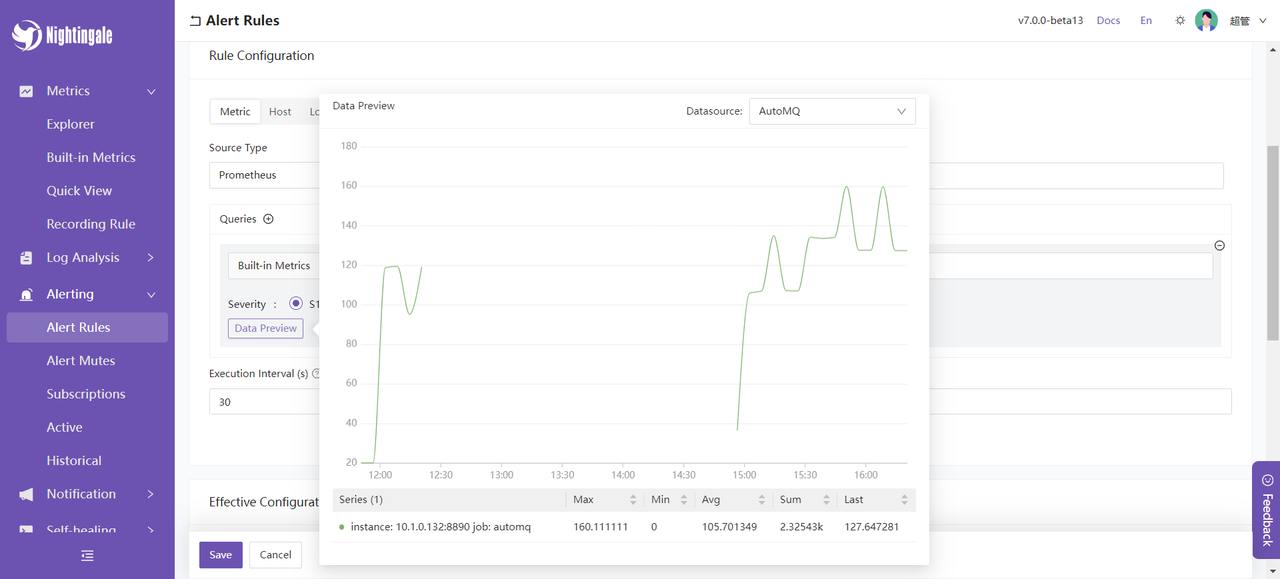 Nightingale
Metrics
Explorer
Built-in Metrics
Quick View
Recording Rule
Log Analysis
Alerting
Alert Rules
Alert Mutes
Subscriptions
Active
Historical
Notification
Self-healing
Alert Rules
v7.0.0-beta13 Docs En 超管
Rule Configuration
Metric Host Lo
Source Type
Prometheus
Queries
Built-in Metrics
Severity : S1
Data Preview
Execution Interval (s)
30
Effective Configurat
Save Cancel
Data Preview
Datasource: AutoMQ
180
160
140
120
100
80
60
40
20
12:00 12:30 13:00 13:30 14:00 14:30 15:00 15:30 16:00
Series (1) Max Min Avg Sum Last
instance: 10.1.0.132:8890 job: automq 160.111111 0 105.701349 2.32543k 127.647281
Feedback